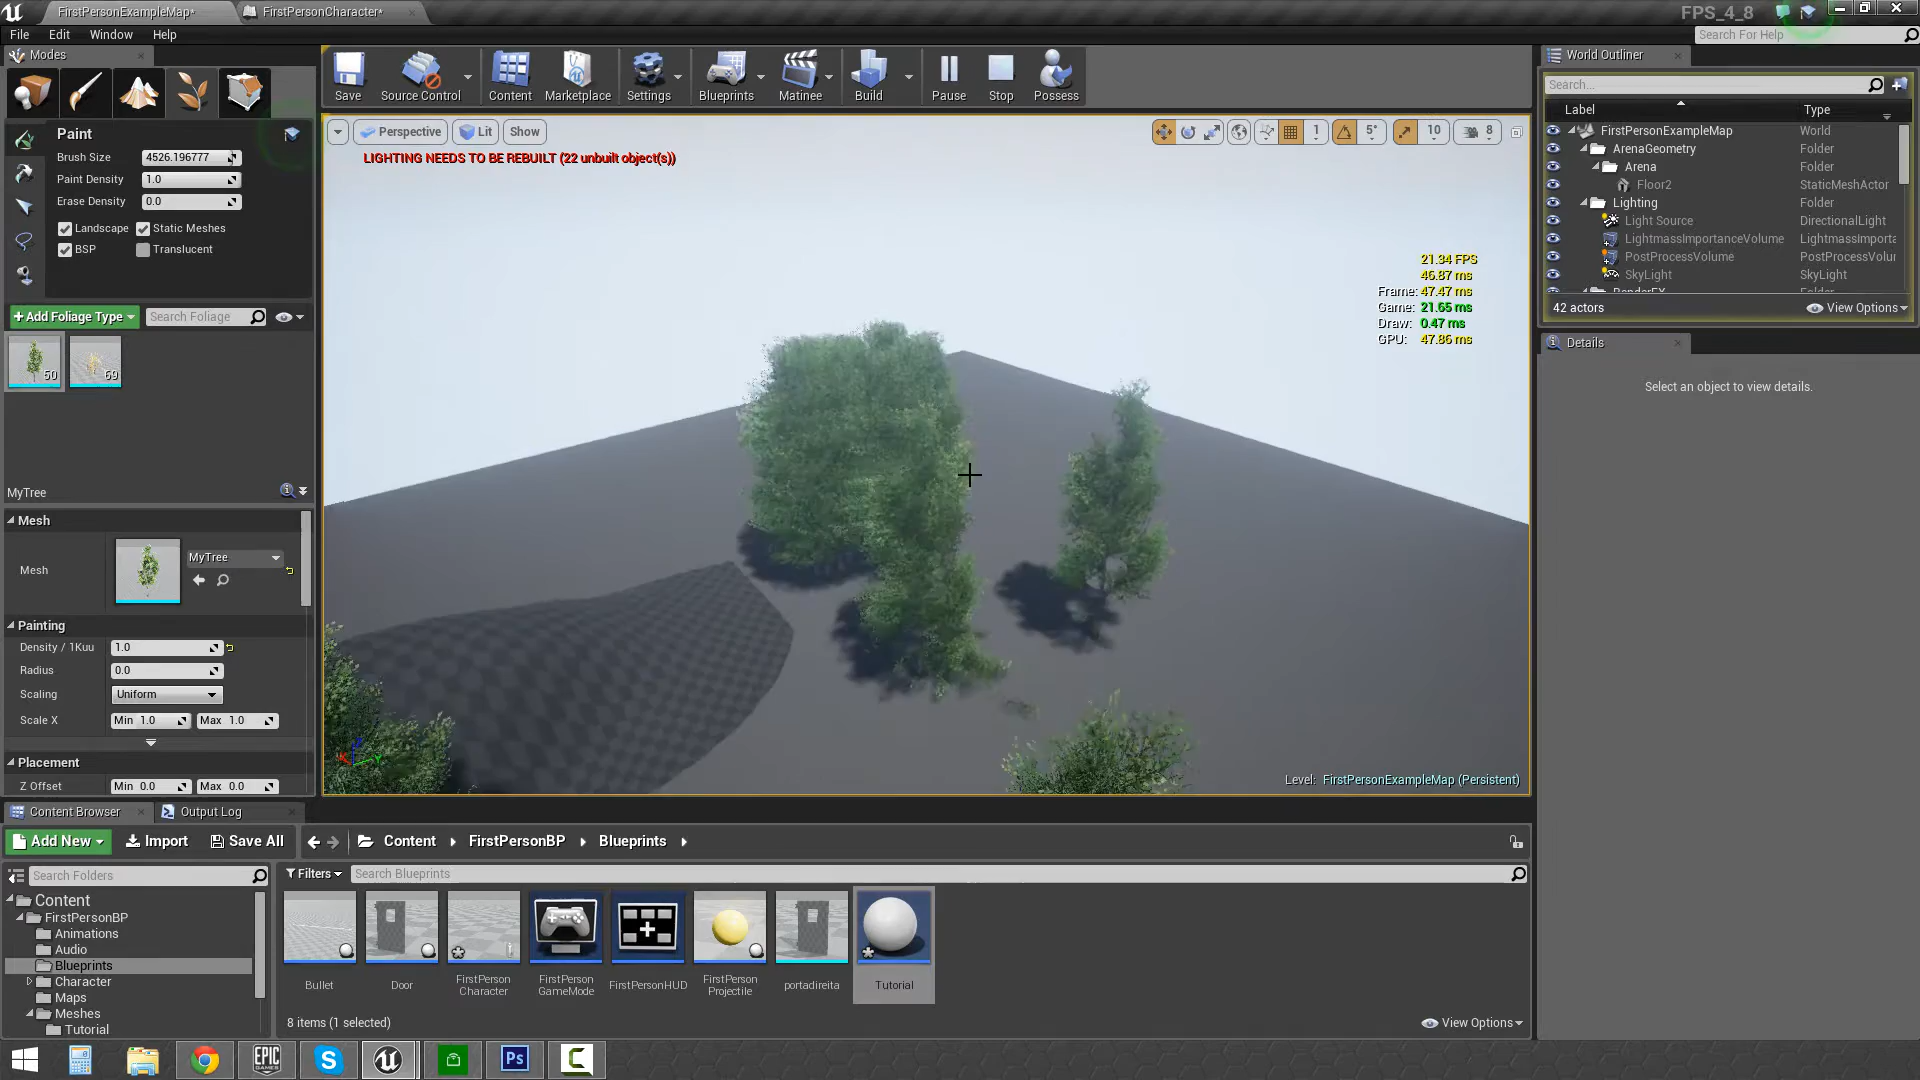 FirstPersonExampleMap*
FirstPersonCharacter*
FPS_4_8
File
Edit
Window
Help
Search For Help
Modes
Save
Source Control
Content
Marketplace
Settings
Blueprints
Matinee
Build
Pause
Stop
Possess
World Outliner
Search...
Label
Type
FirstPersonExampleMap
World
ArenaGeometry
Folder
Arena
Folder
Floor2
StaticMeshActor
Lighting
Folder
Light Source
DirectionalLight
LightmassImportanceVolume
Lightmassimporta
PostProcessVolume
PostProcessVolur
SkyLight
SkyLight
RenderFX
Folder
42 actors
View Options
Details
Select an object to view details.
Paint
Brush Size
4526.196777
Paint Density
1.0
Erase Density
0.0
Landscape
Static Meshes
BSP
Translucent
Add Foliage Type
Search Foliage
50
69
MyTree
Mesh
Mesh
MyTree
Painting
Density / 1Kuu
1.0
Radius
0.0
Scaling
Uniform
Scale X
Min 1.0
Max 1.0
Placement
Z Offset
Min 0.0
Max 0.0
Perspective
Lit
Show
1
5°
10
8
LIGHTING NEEDS TO BE REBUILT (22 unbuilt object(s))
21.34 FPS
46.87 ms
Frame: 47.47 ms
Game: 21.65 ms
Draw: 0.47 ms
GPU: 47.86 ms
Level: FirstPersonExampleMap (Persistent)
Content Browser
Output Log
Add New
Import
Save All
Content
FirstPersonBP
Blueprints
Search Folders
Filters
Search Blueprints
Content
FirstPersonBP
Animations
Audio
Blueprints
Character
Maps
Meshes
Tutorial
Bullet
Door
FirstPerson
Character
FirstPerson
GameMode
FirstPersonHUD
FirstPerson
Projectile
portadireita
Tutorial
8 items (1 selected)
View Options
EPIC
GAMES
Ps